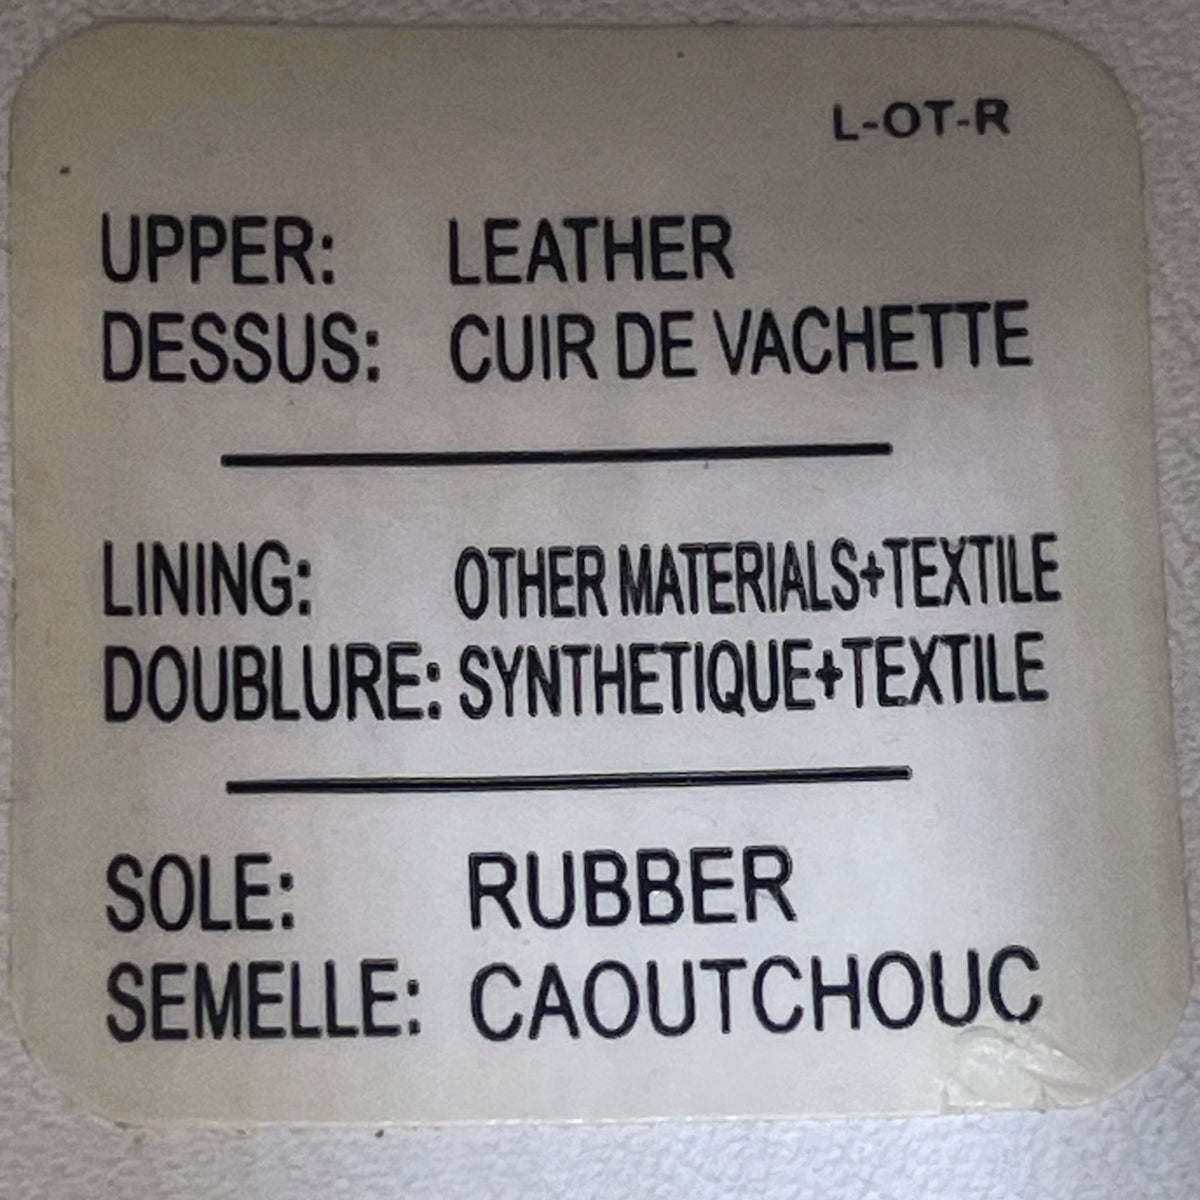 L-OT-R
UPPER: LEATHER
DESSUS: CUIR DE VACHETTE
LINING: OTHER MATERIALS+TEXTILE
DOUBLURE: SYNTHETIQUE+TEXTILE
SOLE: RUBBER
SEMELLE: CAOUTCHOUC